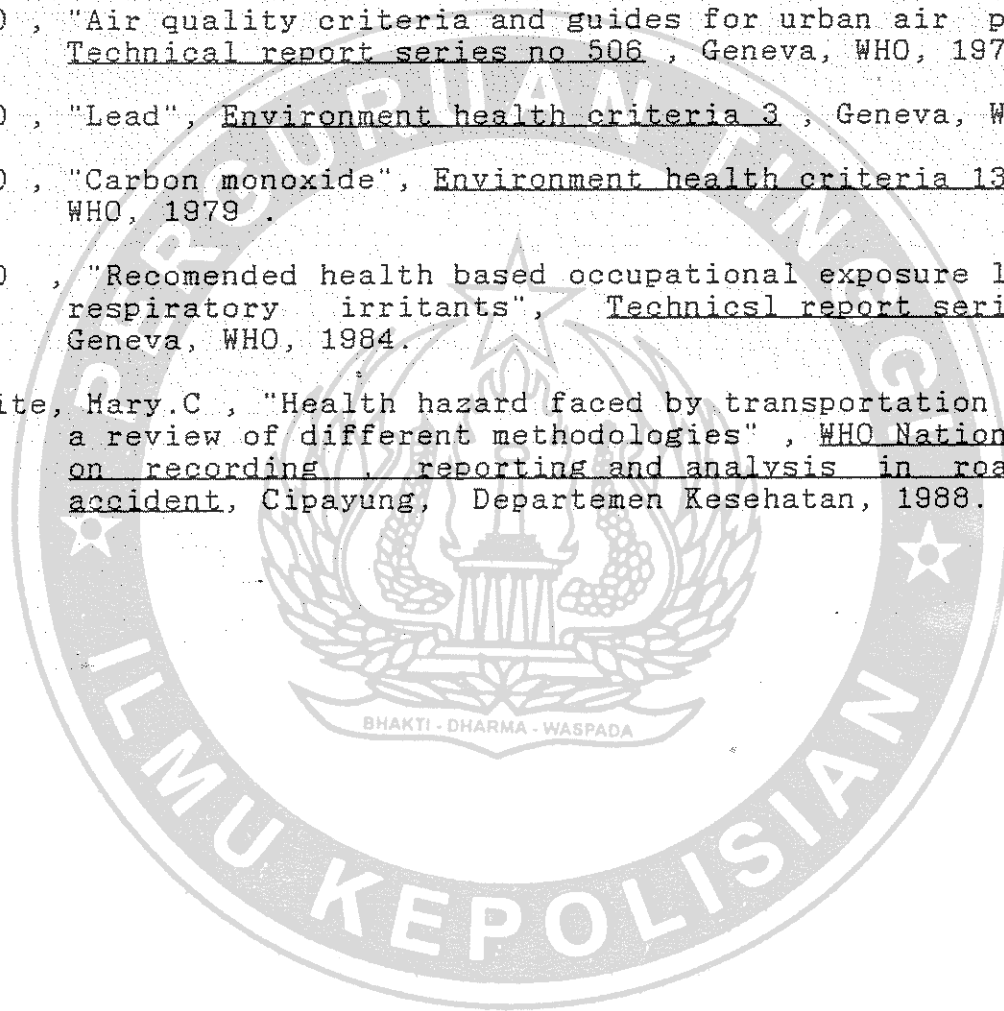 O , "Air quality criteria and guides for urban air p
Technical report series no 506 , Geneva, WHO, 197
O , "Lead", Environment health criteria 3 , Geneva, W
O , "Carbon monoxide", Environment health criteria 13
WHO, 1979 .
O , "Recomended health based occupational exposure l
respiratory irritants", Technicsl report seri
Geneva, WHO, 1984.
ite, Mary.C , "Health hazard faced by transportation
a review of different methodologies" , WHO Nation
on recording , reporting and analysis in roa
accident, Cipayung, Departemen Kesehatan, 1988.
PERGURUAN TINGGI
BHAKTI - DHARMA - WASPADA
ILMU KEPOLISIAN